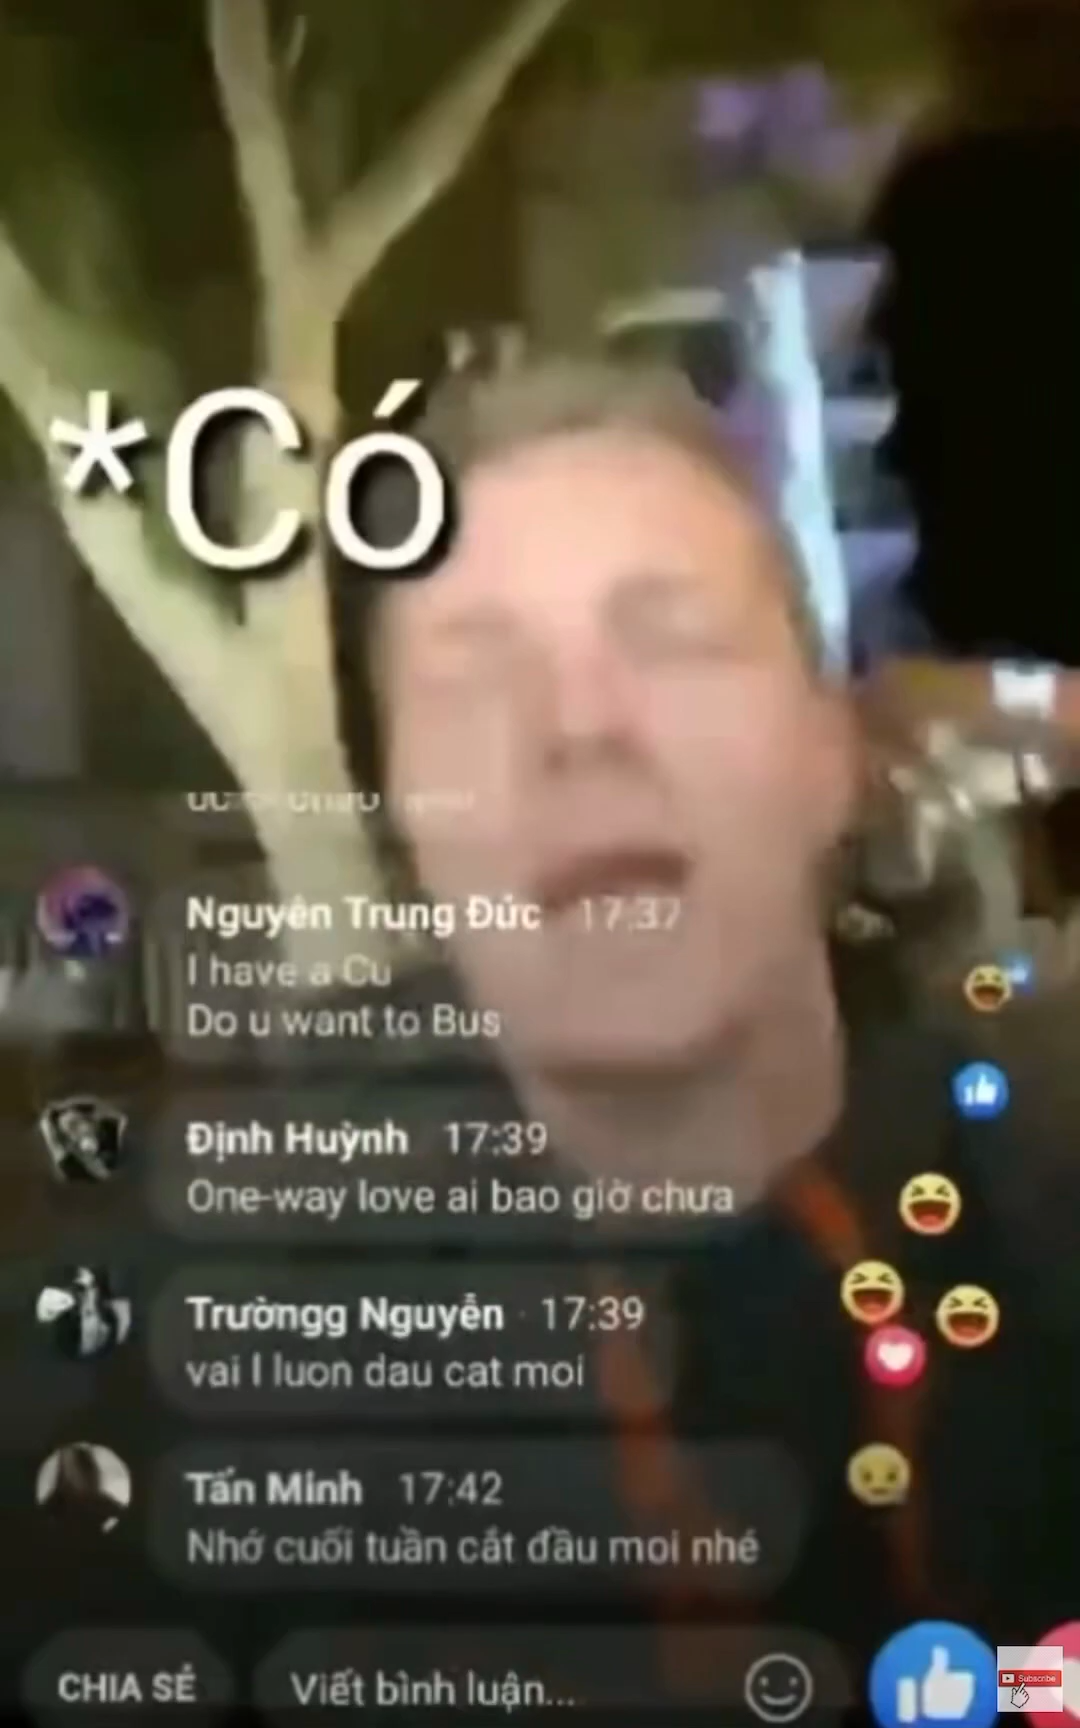 *Có
Nguyễn Trung Đức 17:37
I have a Cu
Do u want to Bus
Định Huỳnh 17:39
One-way love ai bao giờ chưa
Trườngg Nguyễn · 17:39
vai l luon dau cat moi
Tấn Minh 17:42
Nhớ cuối tuần cắt đầu moi nhé
CHIA SẺ
Viết bình luận...
Subscribe